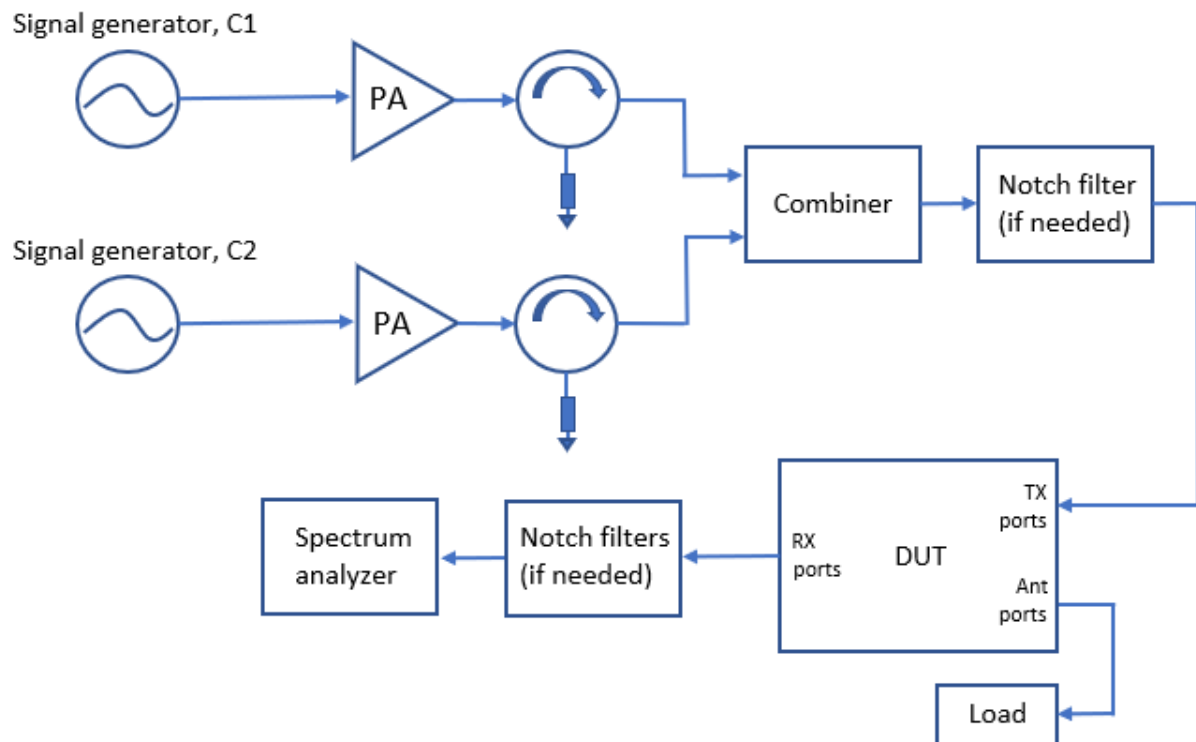 Signal generator, C1
PA
Combiner
Notch filter
(if needed)
Signal generator, C2
PA
Spectrum
analyzer
Notch filters
(if needed)
RX
ports
DUT
TX
ports
Ant
ports
Load